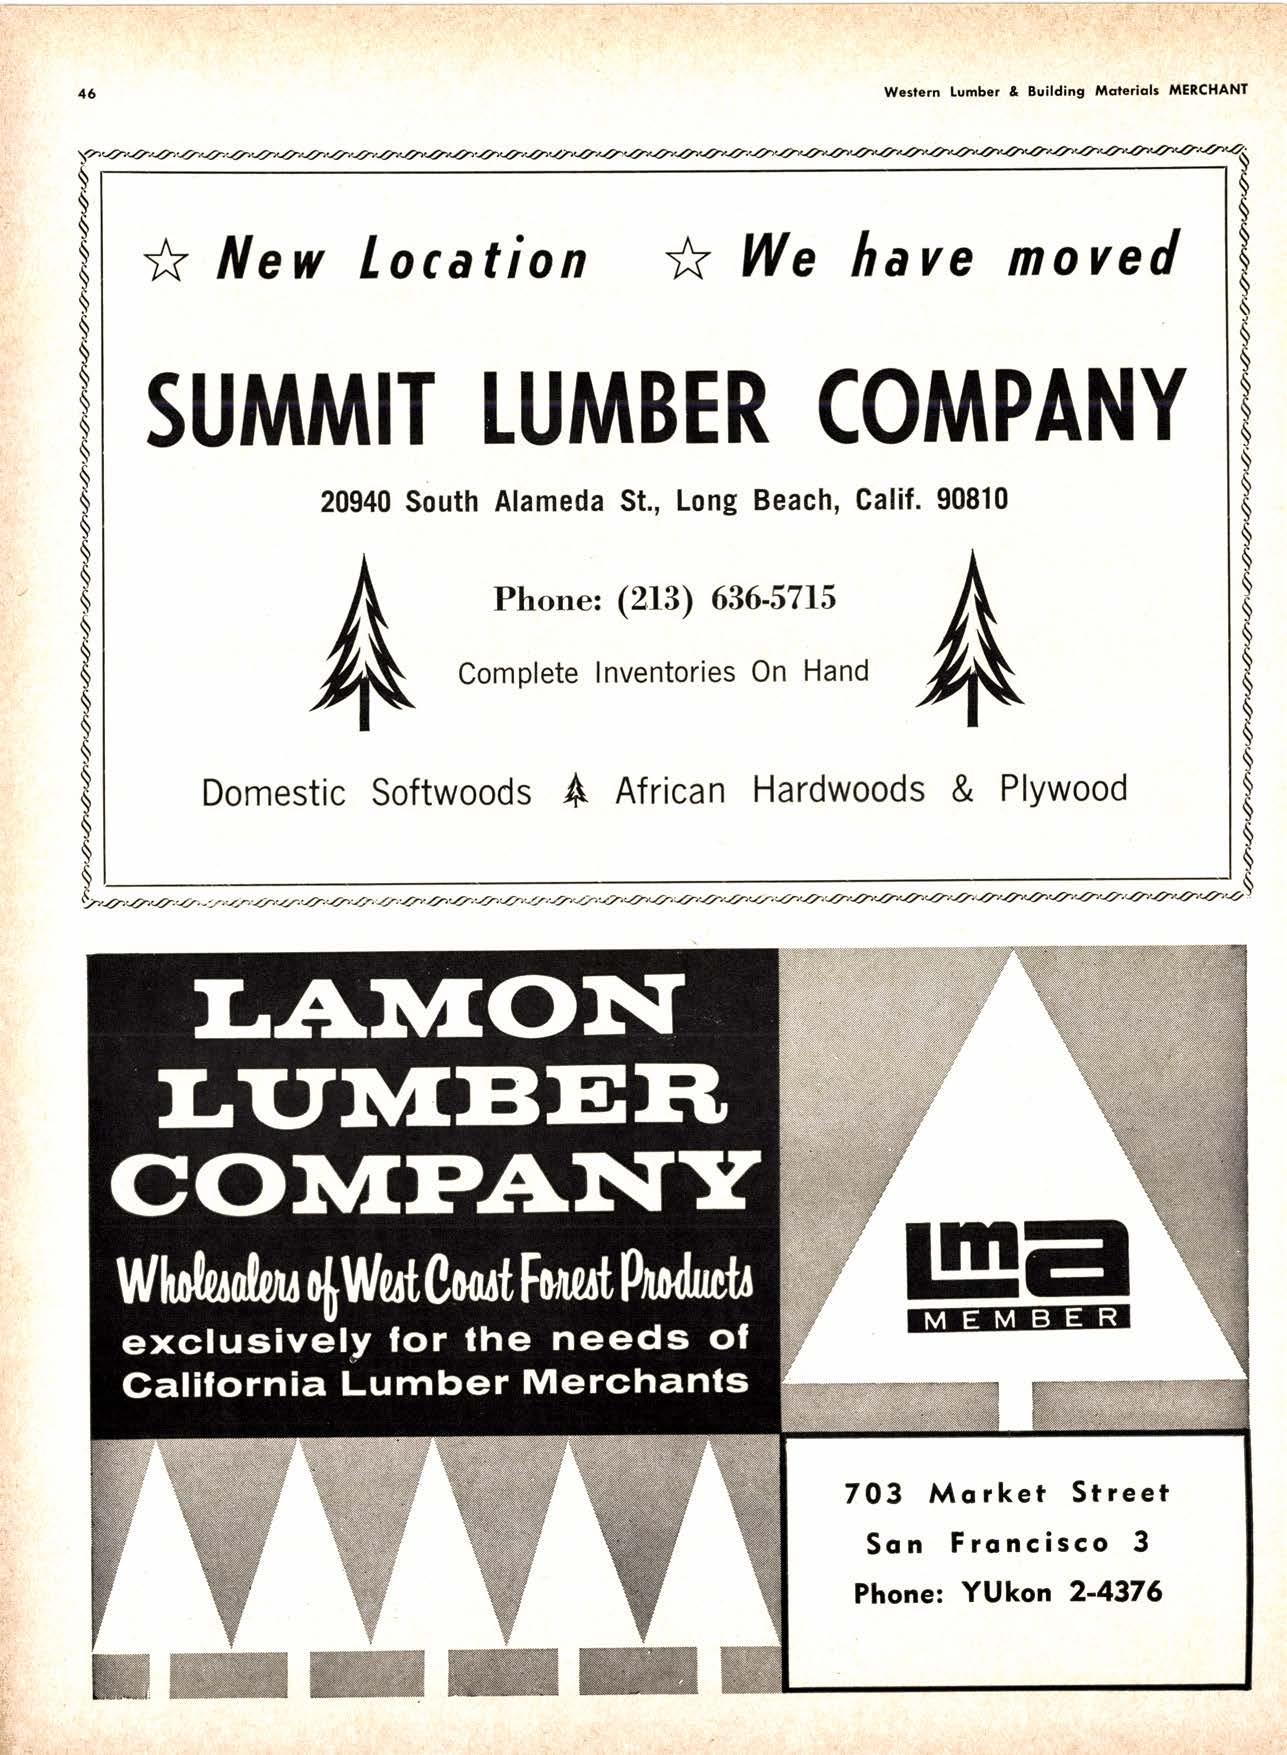 46
Western Lumber & Building Materials MERCHANT
☆ New Location ☆ We have moved
SUMMIT LUMBER COMPANY
20940 South Alameda St., Long Beach, Calif. 90810
Phone: (213) 636-5715
Complete Inventories On Hand
Domestic Softwoods African Hardwoods & Plywood
LAMON
LUMBER
COMPANY
Wholesalers of West Coast Forest Products
exclusively for the needs of
California Lumber Merchants
Lma
MEMBER
703 Market Street
San Francisco 3
Phone: YUkon 2-4376